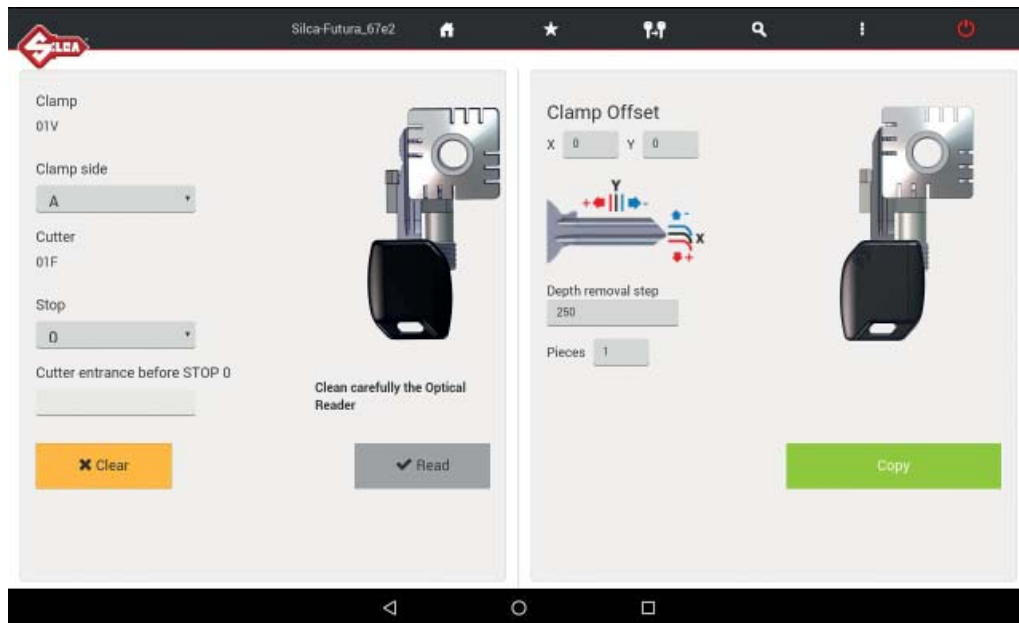 SILCA
Silca-Futura_67e2
Clamp
01V
Clamp side
A
Cutter
01F
Stop
0
Cutter entrance before STOP 0
Clean carefully the Optical
Reader
Clear
Read
Clamp Offset
X 0 Y 0
Y
+ -
-
X
+
Depth removal step
250
Pieces 1
Copy